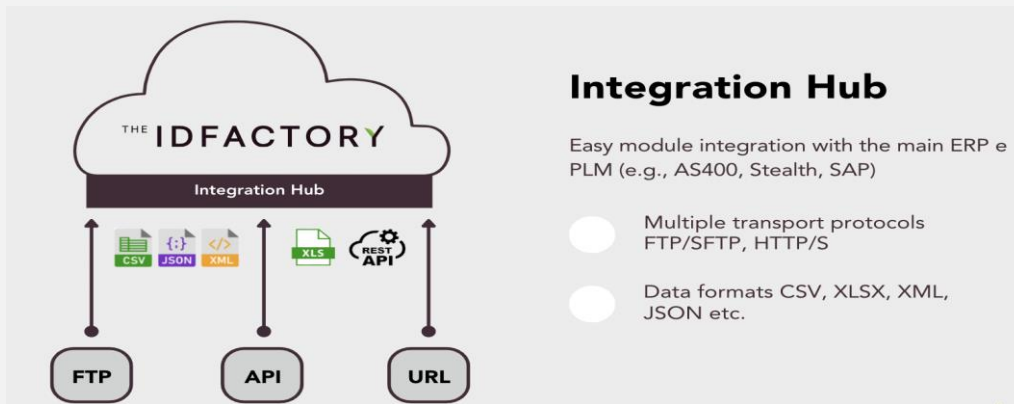 THE IDFACTORY
Integration Hub
CSV
JSON
XML
XLS
REST
API
FTP
API
URL
Integration Hub
Easy module integration with the main ERP e
PLM (e.g., AS400, Stealth, SAP)
Multiple transport protocols
FTP/SFTP, HTTP/S
Data formats CSV, XLSX, XML,
JSON etc.